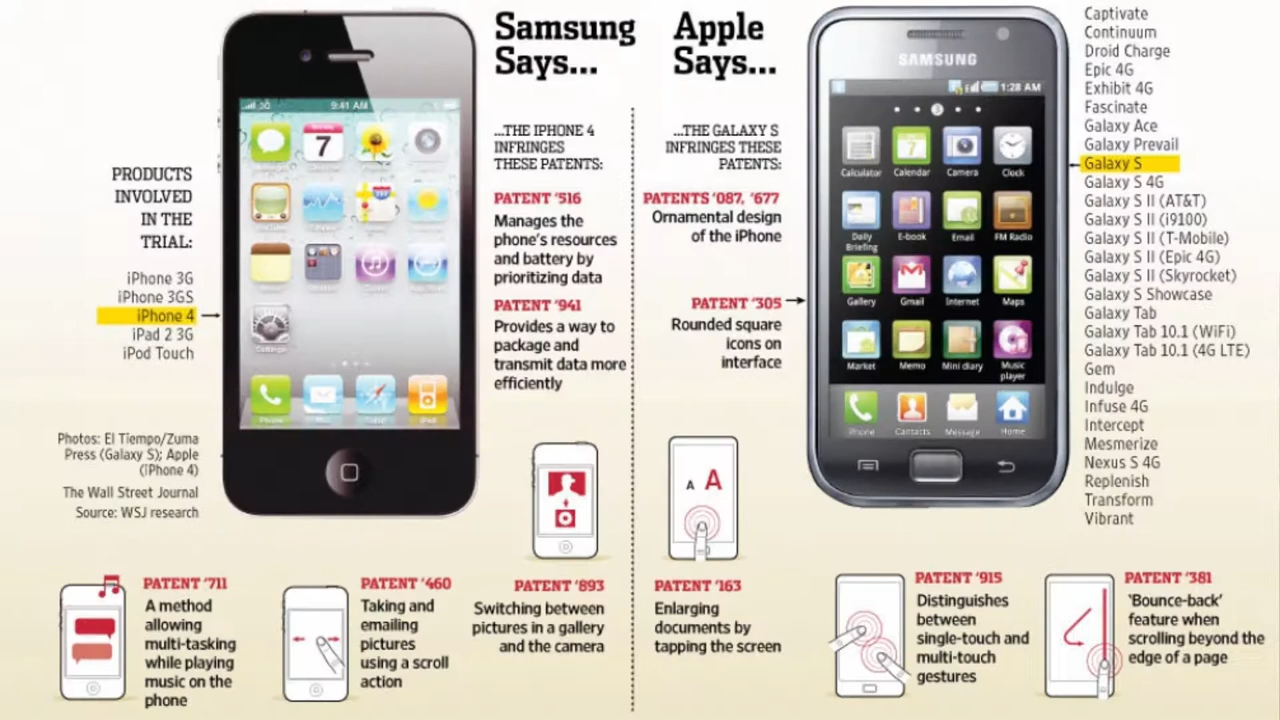 PRODUCTS
INVOLVED
IN THE
TRIAL:
iPhone 3G
iPhone 3GS
iPhone 4
iPad 2 3G
iPod Touch
Photos: El Tiempo/Zuma
Press (Galaxy S); Apple
(iPhone 4)
The Wall Street Journal
Source: WSJ research
3G
9:41 AM
7
Settings
Phone
Samsung
Says...
...THE IPHONE 4
INFRINGES
THESE PATENTS:
PATENT '516
Manages the
phone's resources
and battery by
prioritizing data
PATENT '941
Provides a way to
package and
transmit data more
efficiently
Apple
Says...
...THE GALAXY S
INFRINGES THESE
PATENTS:
PATENTS '087, '677
Ornamental design
of the iPhone
PATENT '305
Rounded square
icons on
interface
SAMSUNG
1:28 AM
3
7
Calculator Calendar Camera Clock
Daily
Briefing E-book Email FM Radio
Gallery Gmail Internet Maps
Market Memo Mini diary Music
player
Phone Contacts Message Home
Captivate
Continuum
Droid Charge
Epic 4G
Exhibit 4G
Fascinate
Galaxy Ace
Galaxy Prevail
Galaxy S
Galaxy S 4G
Galaxy S II (AT&T)
Galaxy S II (i9100)
Galaxy S II (T-Mobile)
Galaxy S II (Epic 4G)
Galaxy S II (Skyrocket)
Galaxy S Showcase
Galaxy Tab
Galaxy Tab 10.1 (WiFi)
Galaxy Tab 10.1 (4G LTE)
Gem
Indulge
Infuse 4G
Intercept
Mesmerize
Nexus S 4G
Replenish
Transform
Vibrant
PATENT '711
A method
allowing
multi-tasking
while playing
music on the
phone
PATENT '460
Taking and
emailing
pictures
using a scroll
action
PATENT '893
Switching between
pictures in a gallery
and the camera
A A
PATENT '163
Enlarging
documents by
tapping the screen
PATENT '915
Distinguishes
between
single-touch and
multi-touch
gestures
PATENT '381
'Bounce-back'
feature when
scrolling beyond the
edge of a page